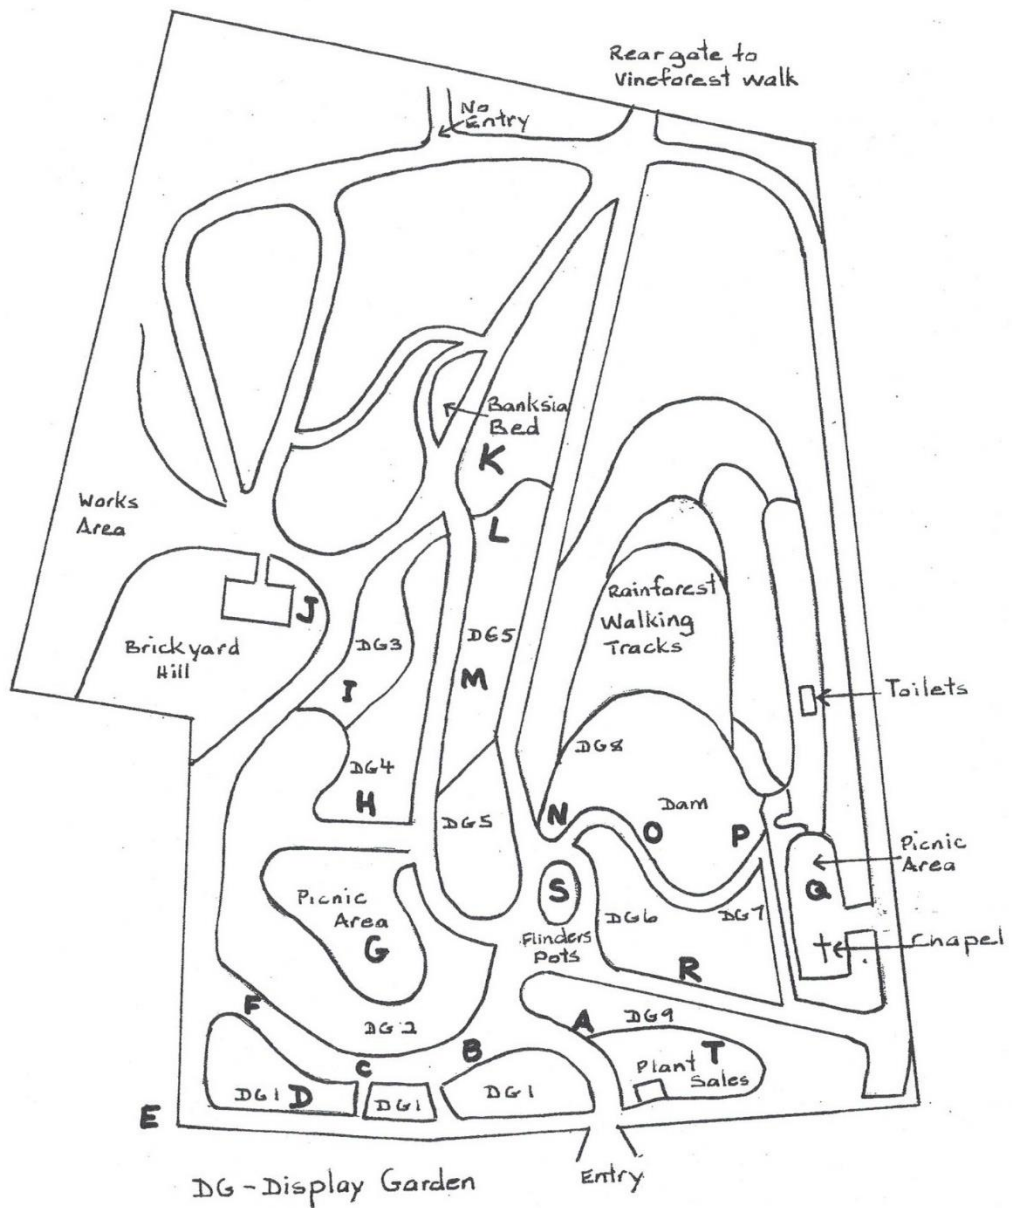 Rear gate to
Vineforest walk
No
Entry
Banksia
Bed
K
Works
Area
L
Rainforest
Walking
Tracks
J
DG3
DG5
Brickyard
Hill
M
I
Toilets
DG8
DG4
H
N
Dam
DG5
O
P
Picnic
Area
Picnic
Area
S
Q
G
DG6
DG7
Flinders
Pots
Chapel
R
F
DG2
A
DG9
B
T
C
Plant
Sales
DG1
D
DG1
DG1
E
Entry
DG - Display Garden